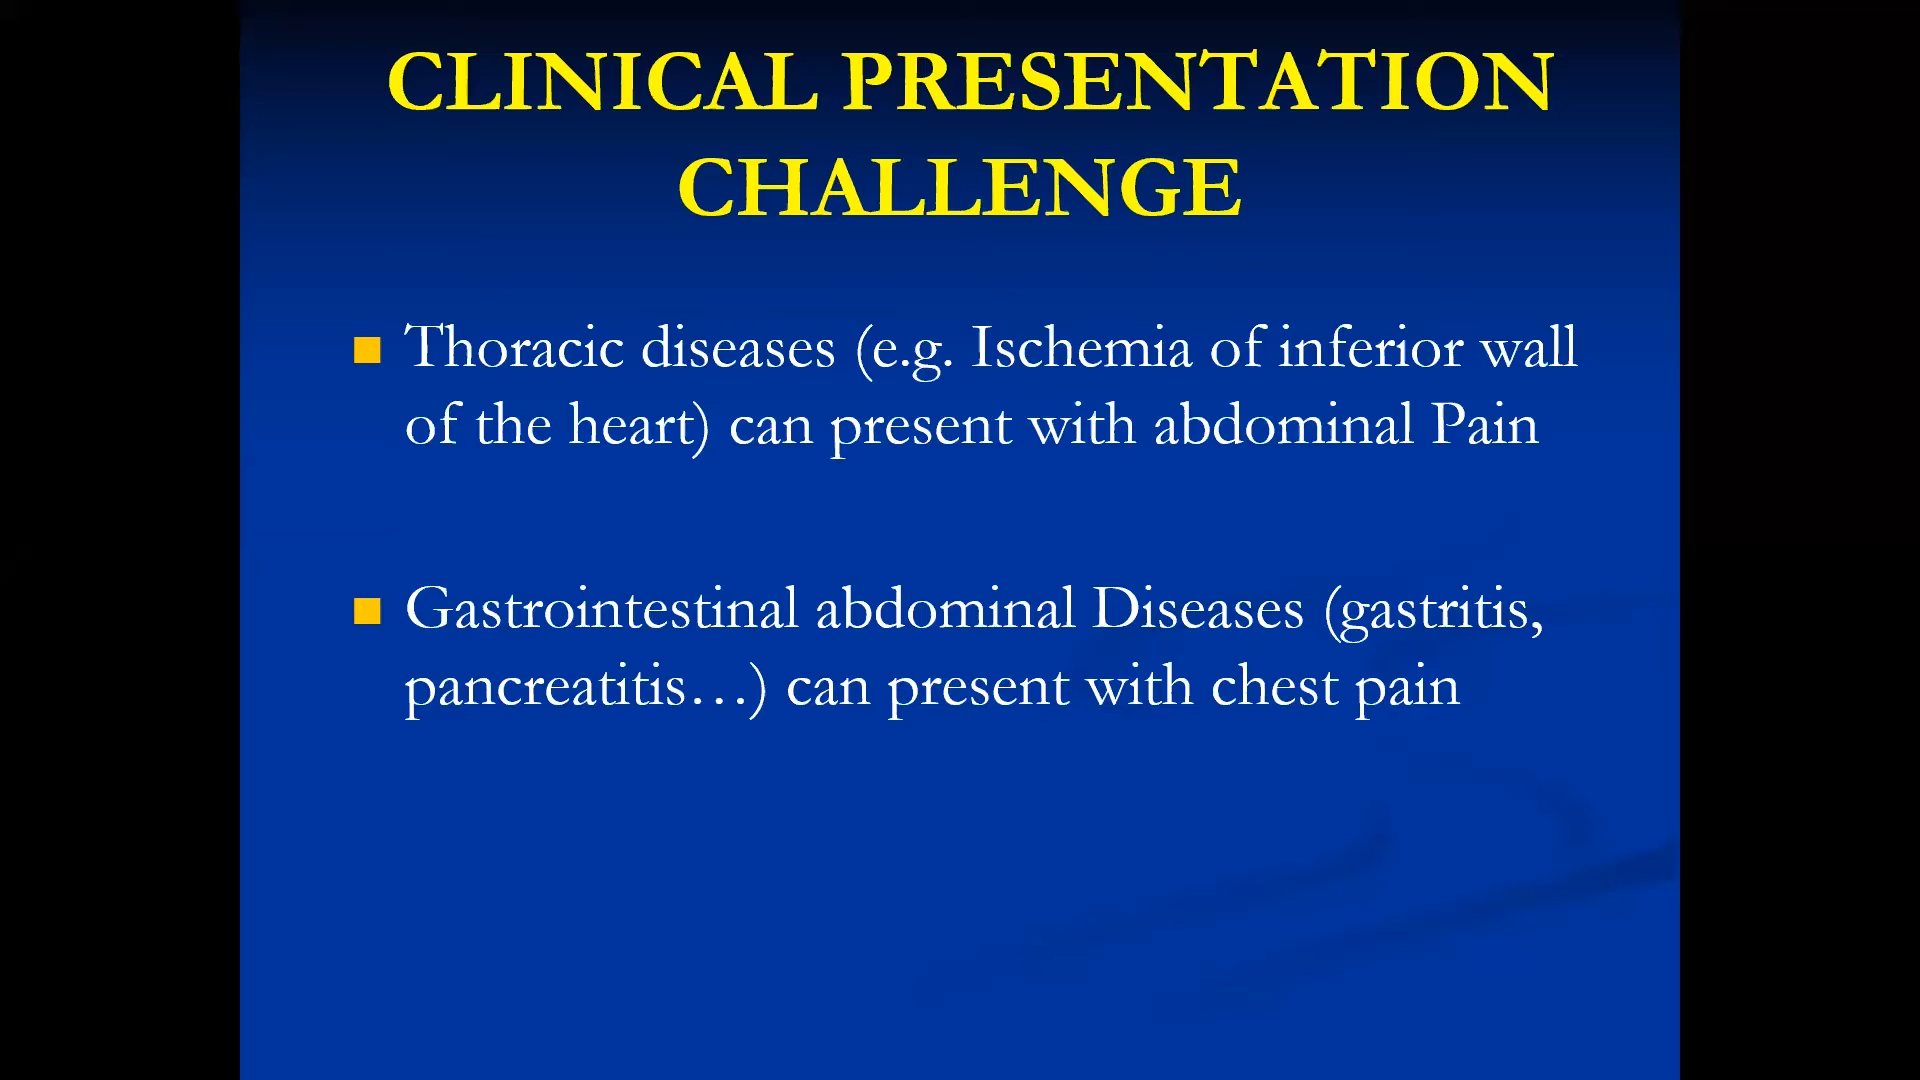 CLINICAL PRESENTATION
CHALLENGE
Thoracic diseases (e.g. Ischemia of inferior wall
of the heart) can present with abdominal Pain
Gastrointestinal abdominal Diseases (gastritis,
pancreatitis…) can present with chest pain